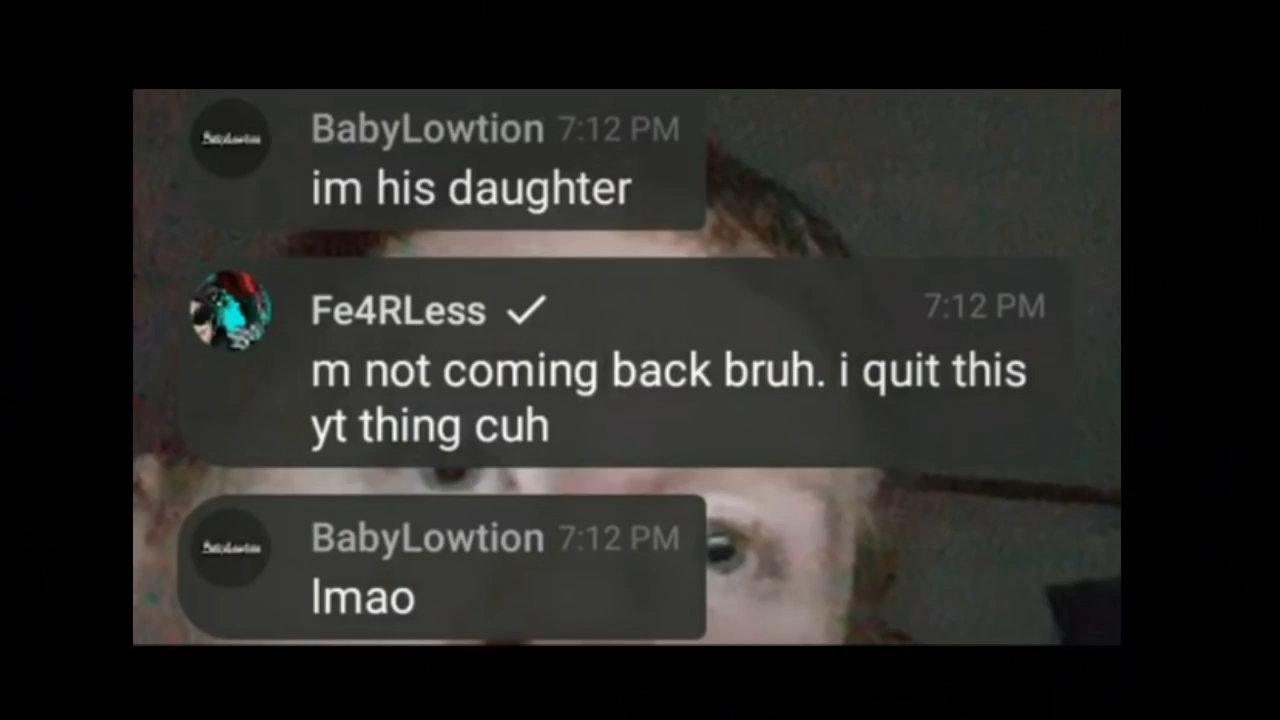 BabyLowtion 7:12 PM
im his daughter
Fe4RLess ✓ 7:12 PM
m not coming back bruh. i quit this
yt thing cuh
BabyLowtion 7:12 PM
lmao